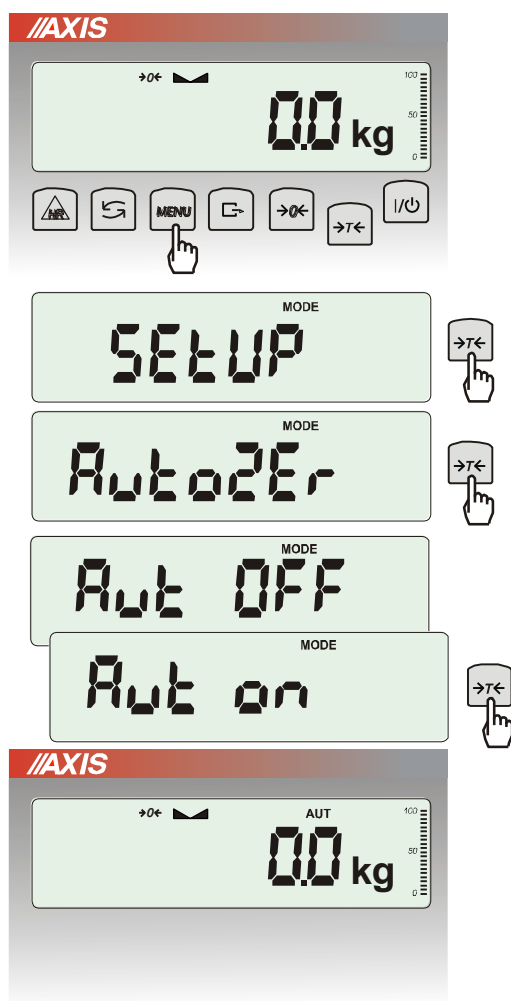 AXIS
→0← 100
0.0 kg 50
0
HR MENU →0← →T← I/⏻
MODE
SEtUP →T←
MODE
AutoZEr →T←
MODE
Aut OFF
MODE
Aut on →T←
AXIS
→0← AUT 100
0.0 kg 50
0